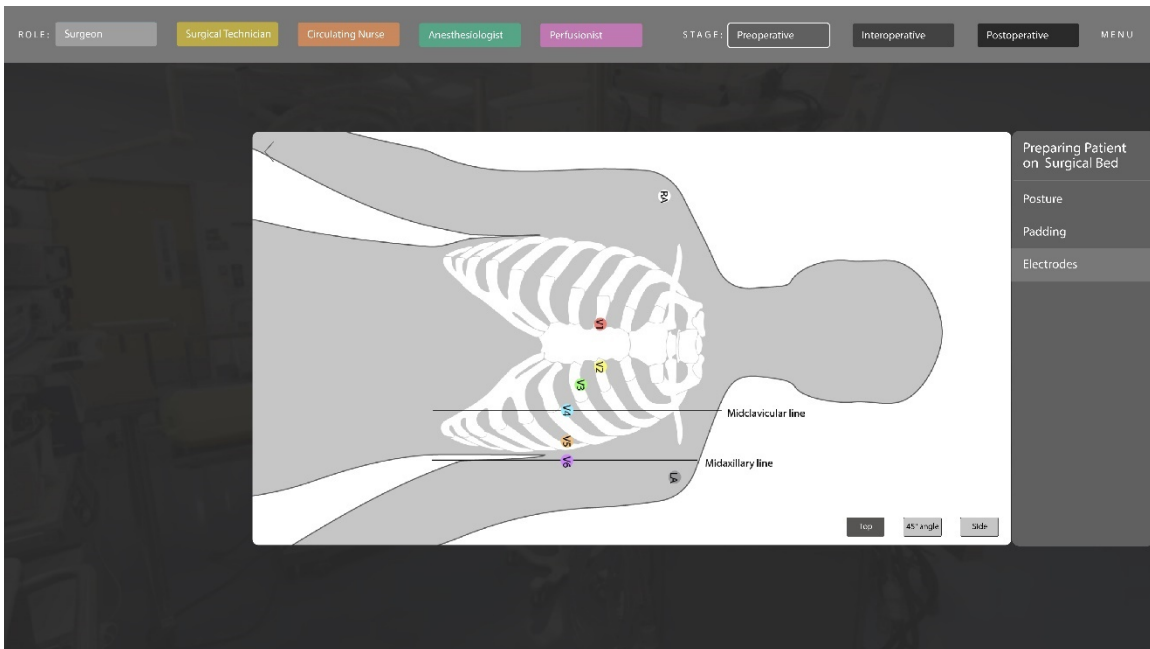 ROLE: Surgeon Surgical Technician Circulating Nurse Anesthesiologist Perfusionist STAGE: Preoperative Interoperative Postoperative MENU
Preparing Patient
on Surgical Bed
Posture
Padding
Electrodes
RA
V1
V2
V3
V4
Midclavicular line
V5
V6
Midaxillary line
LA
Top 45° angle Side